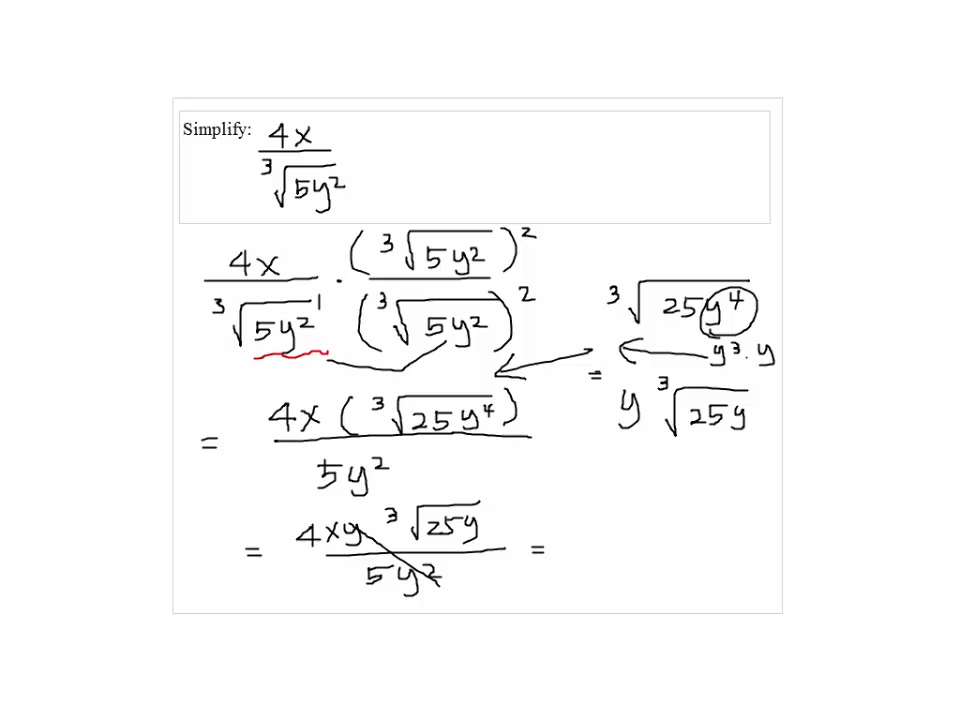 Simplify: 4x / ∛(5y²)
4x / ∛(5y²)¹ · (∛(5y²))² / (∛(5y²))²
∛(25y⁴)
y³·y
= y ∛(25y)
= 4x (∛(25y⁴)) / 5y²
= 4xy ∛(25y) / 5y² =